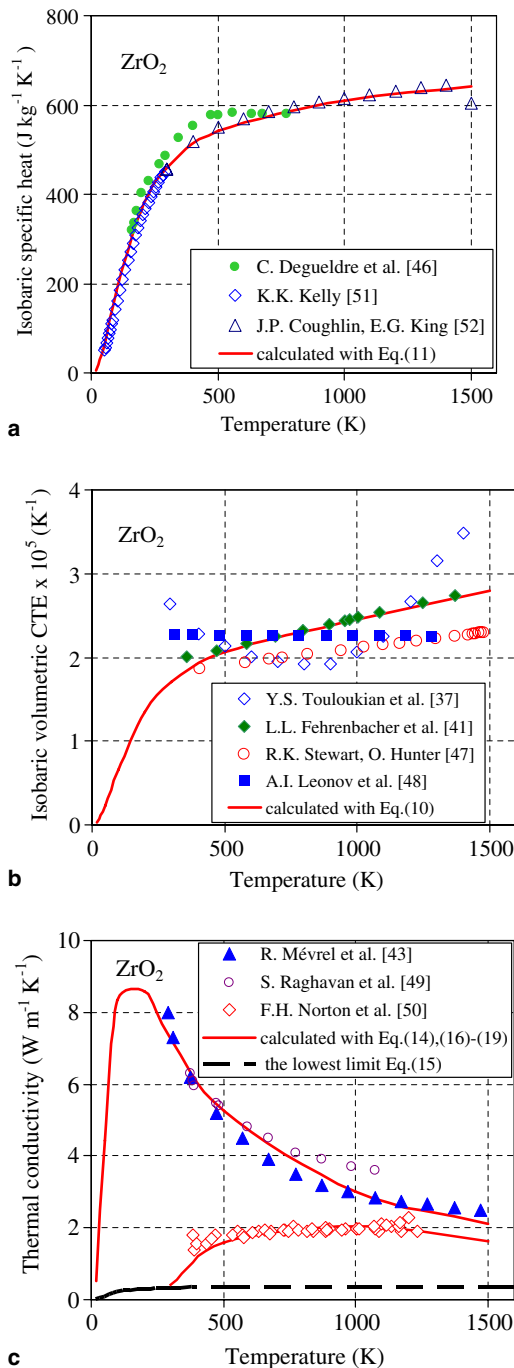 800
600
400
200
0
Isobaric specific heat (J kg⁻¹ K⁻¹)
ZrO₂
C. Degueldre et al. [46]
K.K. Kelly [51]
J.P. Coughlin, E.G. King [52]
calculated with Eq.(11)
0 500 1000 1500
Temperature (K)
a
4
3
2
1
0
Isobaric volumetric CTE x 10⁵ (K⁻¹)
ZrO₂
Y.S. Touloukian et al. [37]
L.L. Fehrenbacher et al. [41]
R.K. Stewart, O. Hunter [47]
A.I. Leonov et al. [48]
calculated with Eq.(10)
0 500 1000 1500
Temperature (K)
b
10
8
6
4
2
0
Thermal conductivity (W m⁻¹ K⁻¹)
ZrO₂
R. Mévrel et al. [43]
S. Raghavan et al. [49]
F.H. Norton et al. [50]
calculated with Eq.(14),(16)-(19)
the lowest limit Eq.(15)
0 500 1000 1500
Temperature (K)
c